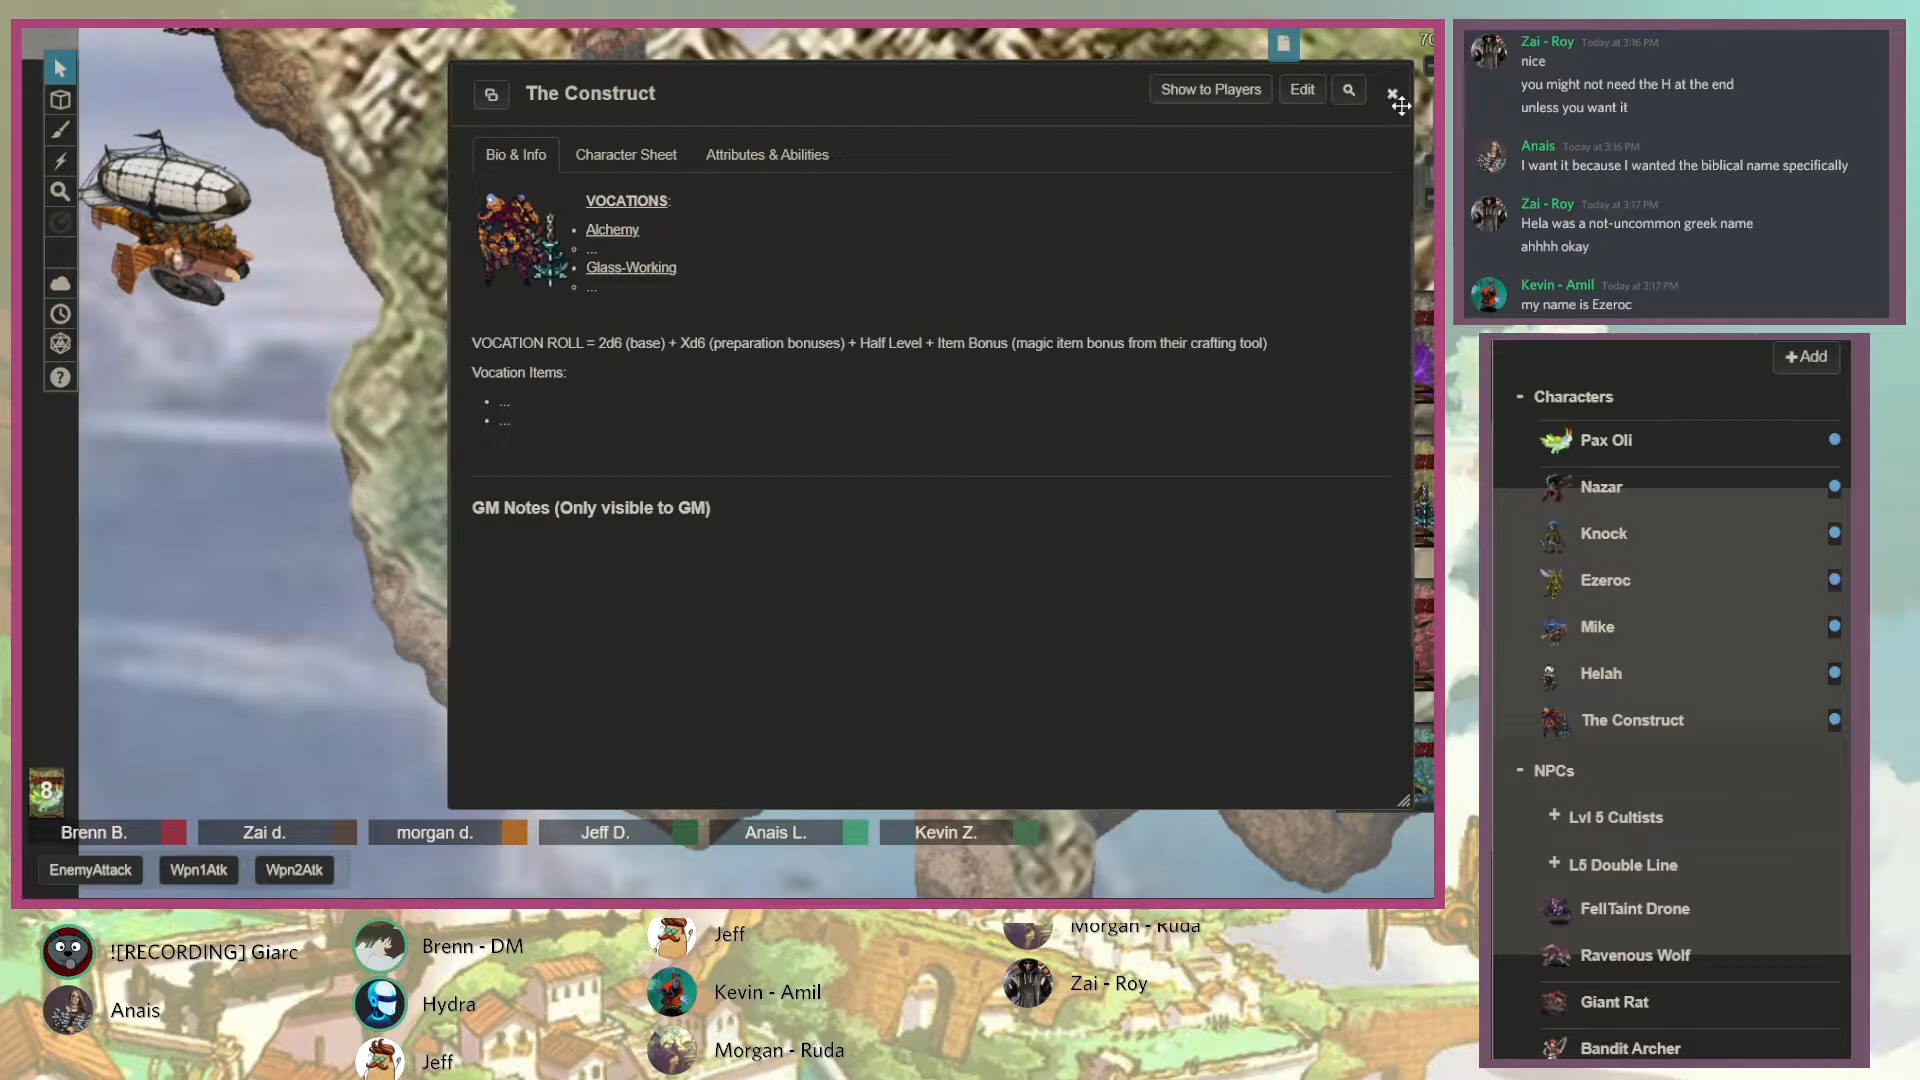 The Construct
Show to Players
Edit
Bio & Info
Character Sheet
Attributes & Abilities
VOCATIONS:
Alchemy
...
Glass-Working
...
VOCATION ROLL = 2d6 (base) + Xd6 (preparation bonuses) + Half Level + Item Bonus (magic item bonus from their crafting tool)
Vocation Items:
...
...
GM Notes (Only visible to GM)
70
8
Brenn B.
Zai d.
morgan d.
Jeff D.
Anais L.
Kevin Z.
EnemyAttack
Wpn1Atk
Wpn2Atk
Zai - Roy Today at 3:16 PM
nice
you might not need the H at the end
unless you want it
Anais Today at 3:16 PM
I want it because I wanted the biblical name specifically
Zai - Roy Today at 3:17 PM
Hela was a not-uncommon greek name
ahhhh okay
Kevin - Amil Today at 3:17 PM
my name is Ezeroc
+ Add
- Characters
Pax Oli
Nazar
Knock
Ezeroc
Mike
Helah
The Construct
- NPCs
+ Lvl 5 Cultists
+ L5 Double Line
FellTaint Drone
Ravenous Wolf
Giant Rat
Bandit Archer
![RECORDING] Giarc
Anais
Brenn - DM
Hydra
Jeff
Jeff
Kevin - Amil
Morgan - Ruda
Morgan - Ruda
Zai - Roy